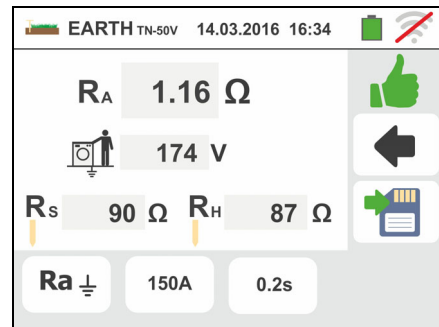 EARTH TN-50V 14.03.2016 16:34
RA 1.16 Ω
174 V
Rs 90 Ω RH 87 Ω
Ra 150A 0.2s